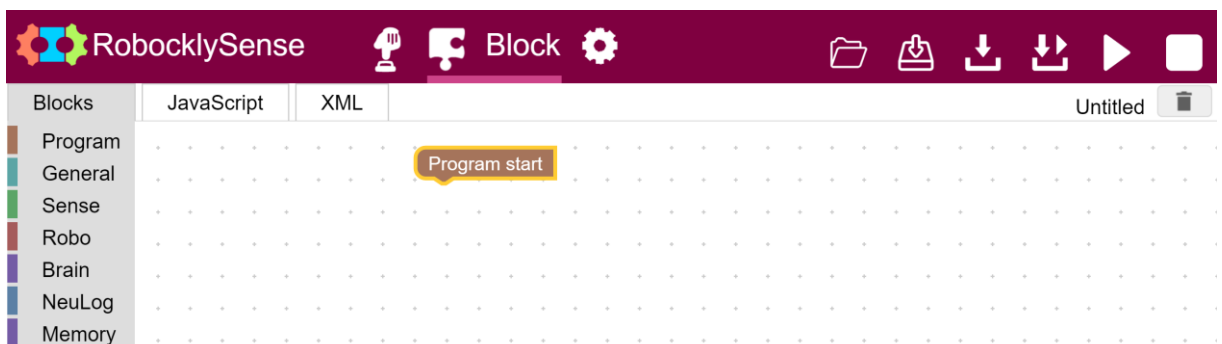 RobocklySense Block
Blocks JavaScript XML Untitled
Program
Program start
General
Sense
Robo
Brain
NeuLog
Memory